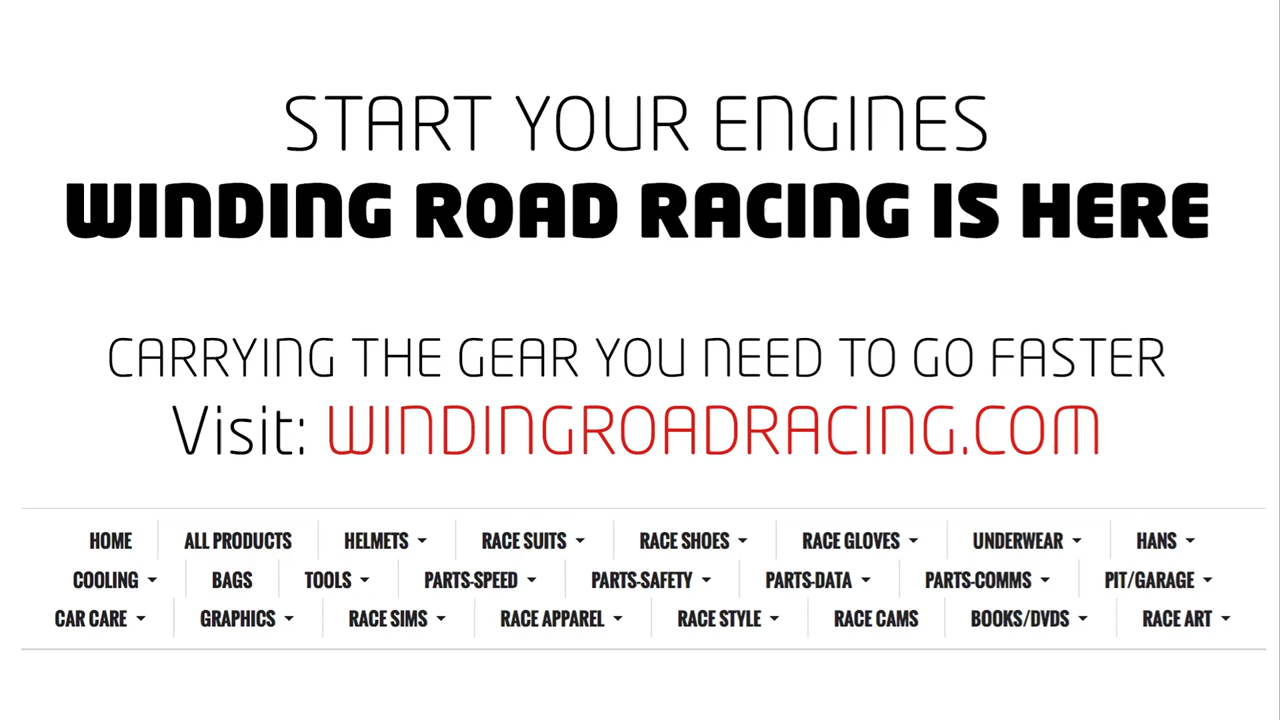 START YOUR ENGINES
WINDING ROAD RACING IS HERE
CARRYING THE GEAR YOU NEED TO GO FASTER
Visit: WINDINGROADRACING.COM
HOME ALL PRODUCTS HELMETS RACE SUITS RACE SHOES RACE GLOVES UNDERWEAR HANS
COOLING BAGS TOOLS PARTS-SPEED PARTS-SAFETY PARTS-DATA PARTS-COMMS PIT/GARAGE
CAR CARE GRAPHICS RACE SIMS RACE APPAREL RACE STYLE RACE CAMS BOOKS/DVDS RACE ART